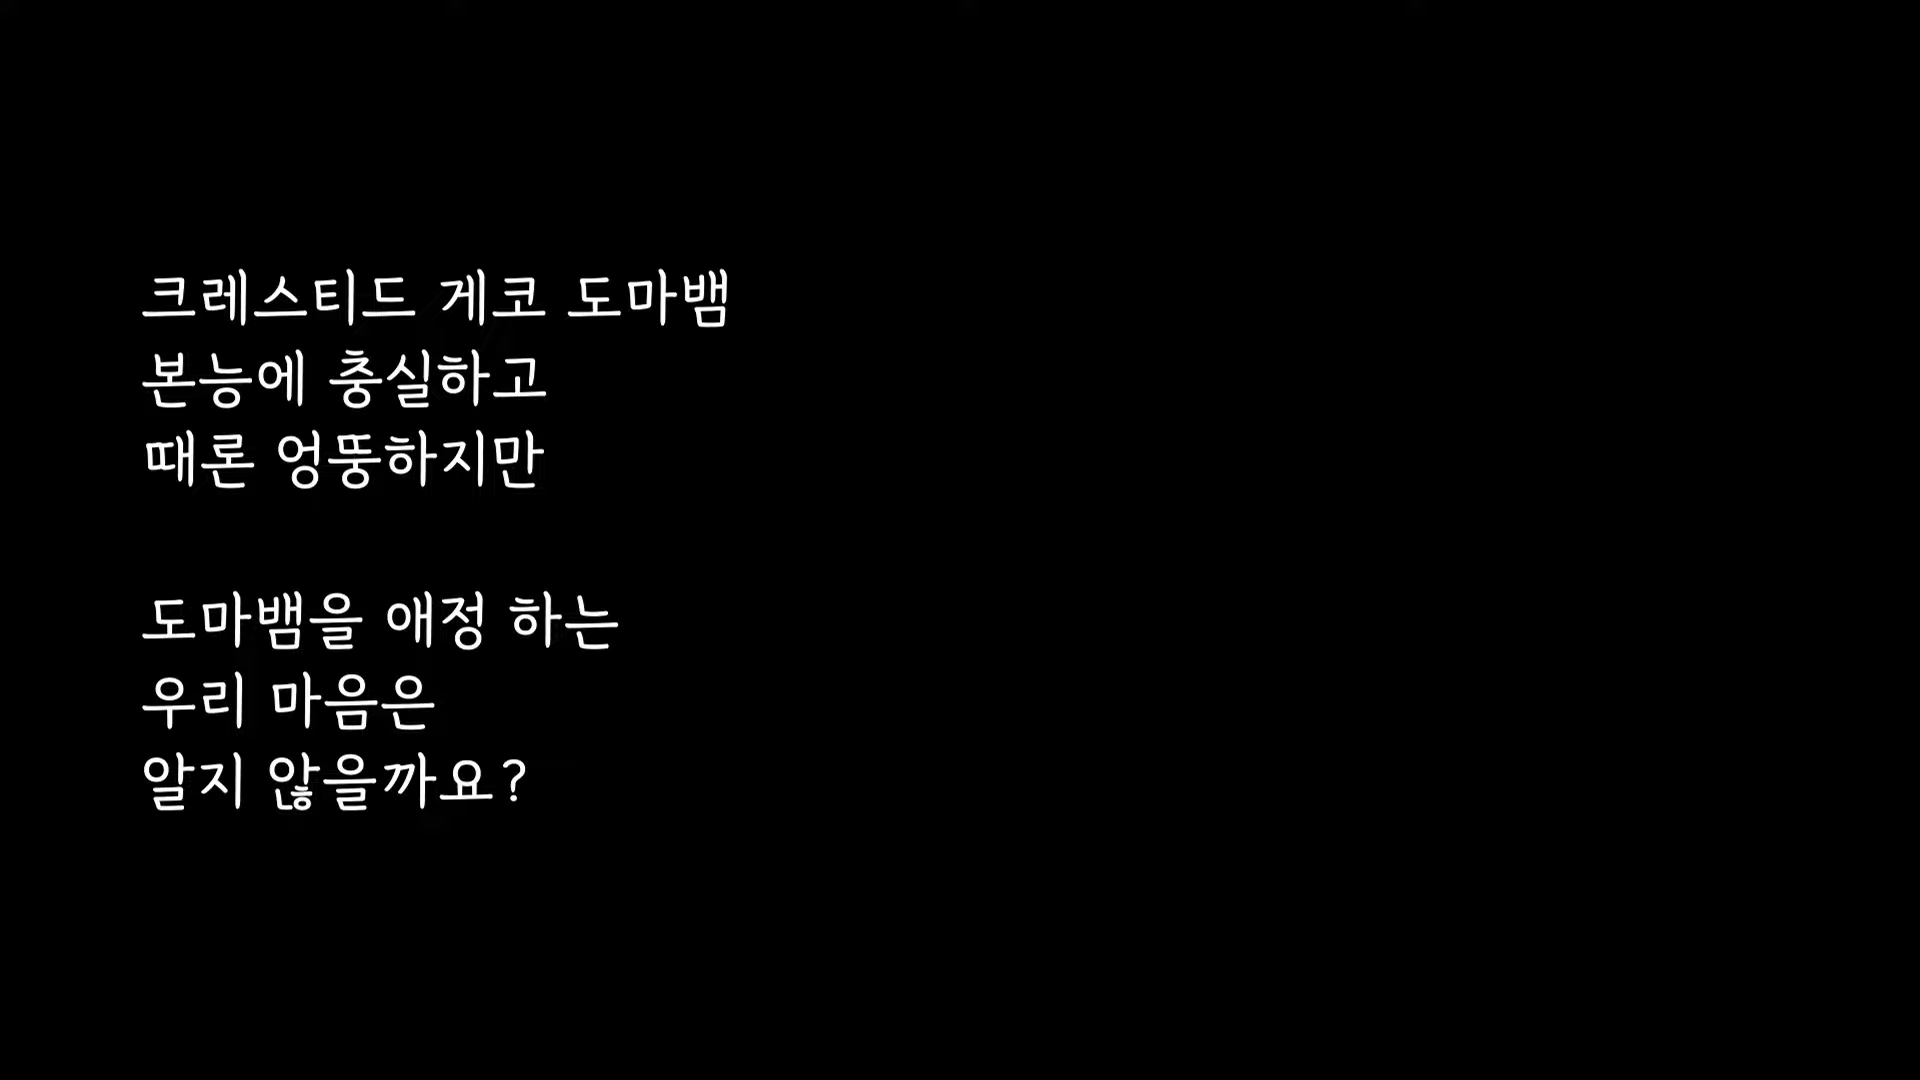 크레스티드 게코 도마뱀
본능에 충실하고
때론 엉뚱하지만
도마뱀을 애정 하는
우리 마음은
알지 않을까요?